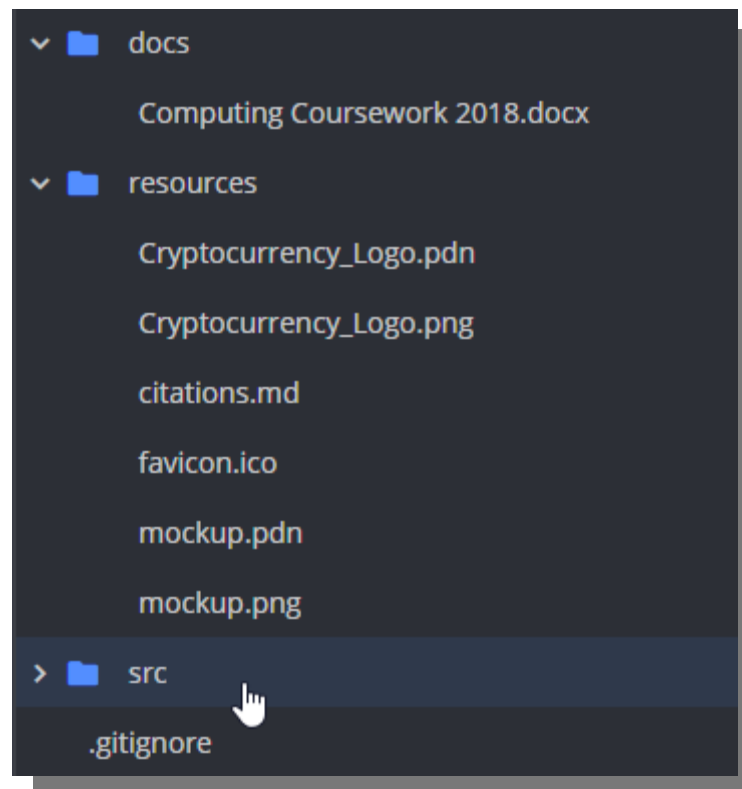 docs
Computing Coursework 2018.docx
resources
Cryptocurrency_Logo.pdn
Cryptocurrency_Logo.png
citations.md
favicon.ico
mockup.pdn
mockup.png
src
.gitignore